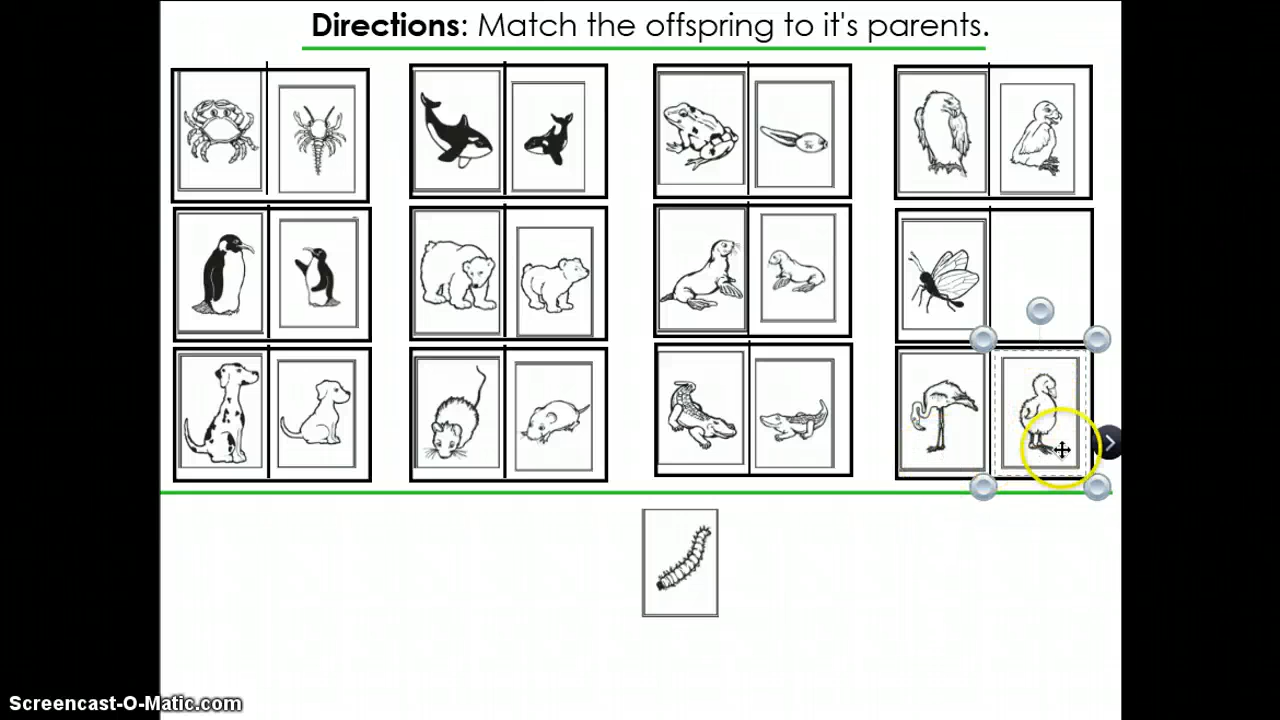 Directions: Match the offspring to it's parents.
Screencast-O-Matic.com